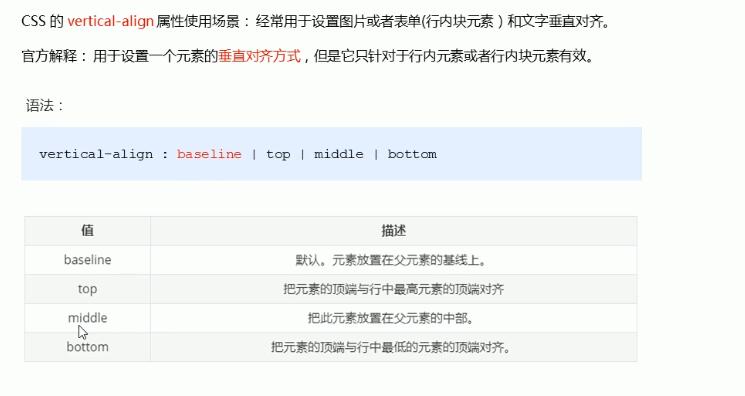 CSS 的 vertical-align 属性使用场景： 经常用于设置图片或者表单(行内块元素）和文字垂直对齐。
官方解释： 用于设置一个元素的垂直对齐方式，但是它只针对于行内元素或者行内块元素有效。
语法：
vertical-align : baseline | top | middle | bottom
值 描述
baseline 默认。元素放置在父元素的基线上。
top 把元素的顶端与行中最高元素的顶端对齐
middle 把此元素放置在父元素的中部。
bottom 把元素的顶端与行中最低的元素的顶端对齐。